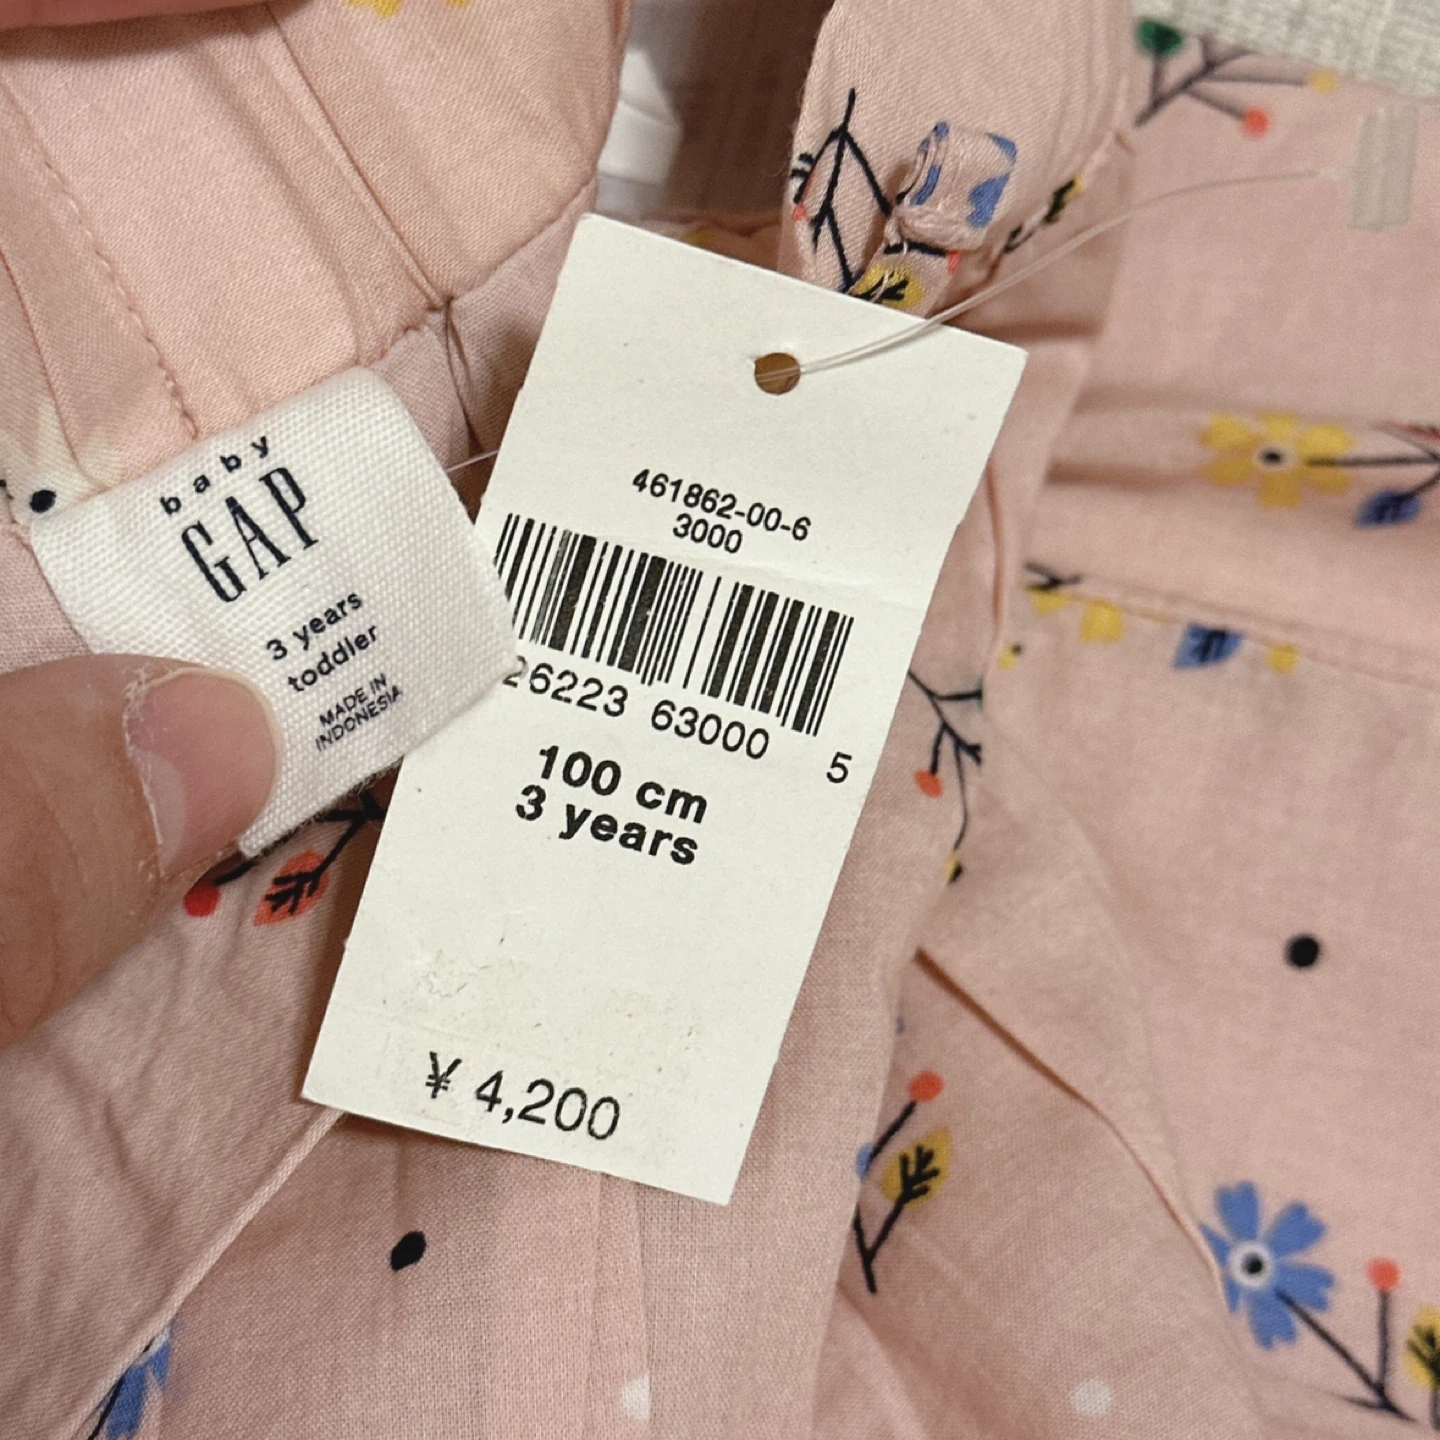 baby
GAP
3 years
toddler
MADE IN
INDONESIA
461862-00-6
3000
26223 63000 5
100 cm
3 years
¥ 4,200